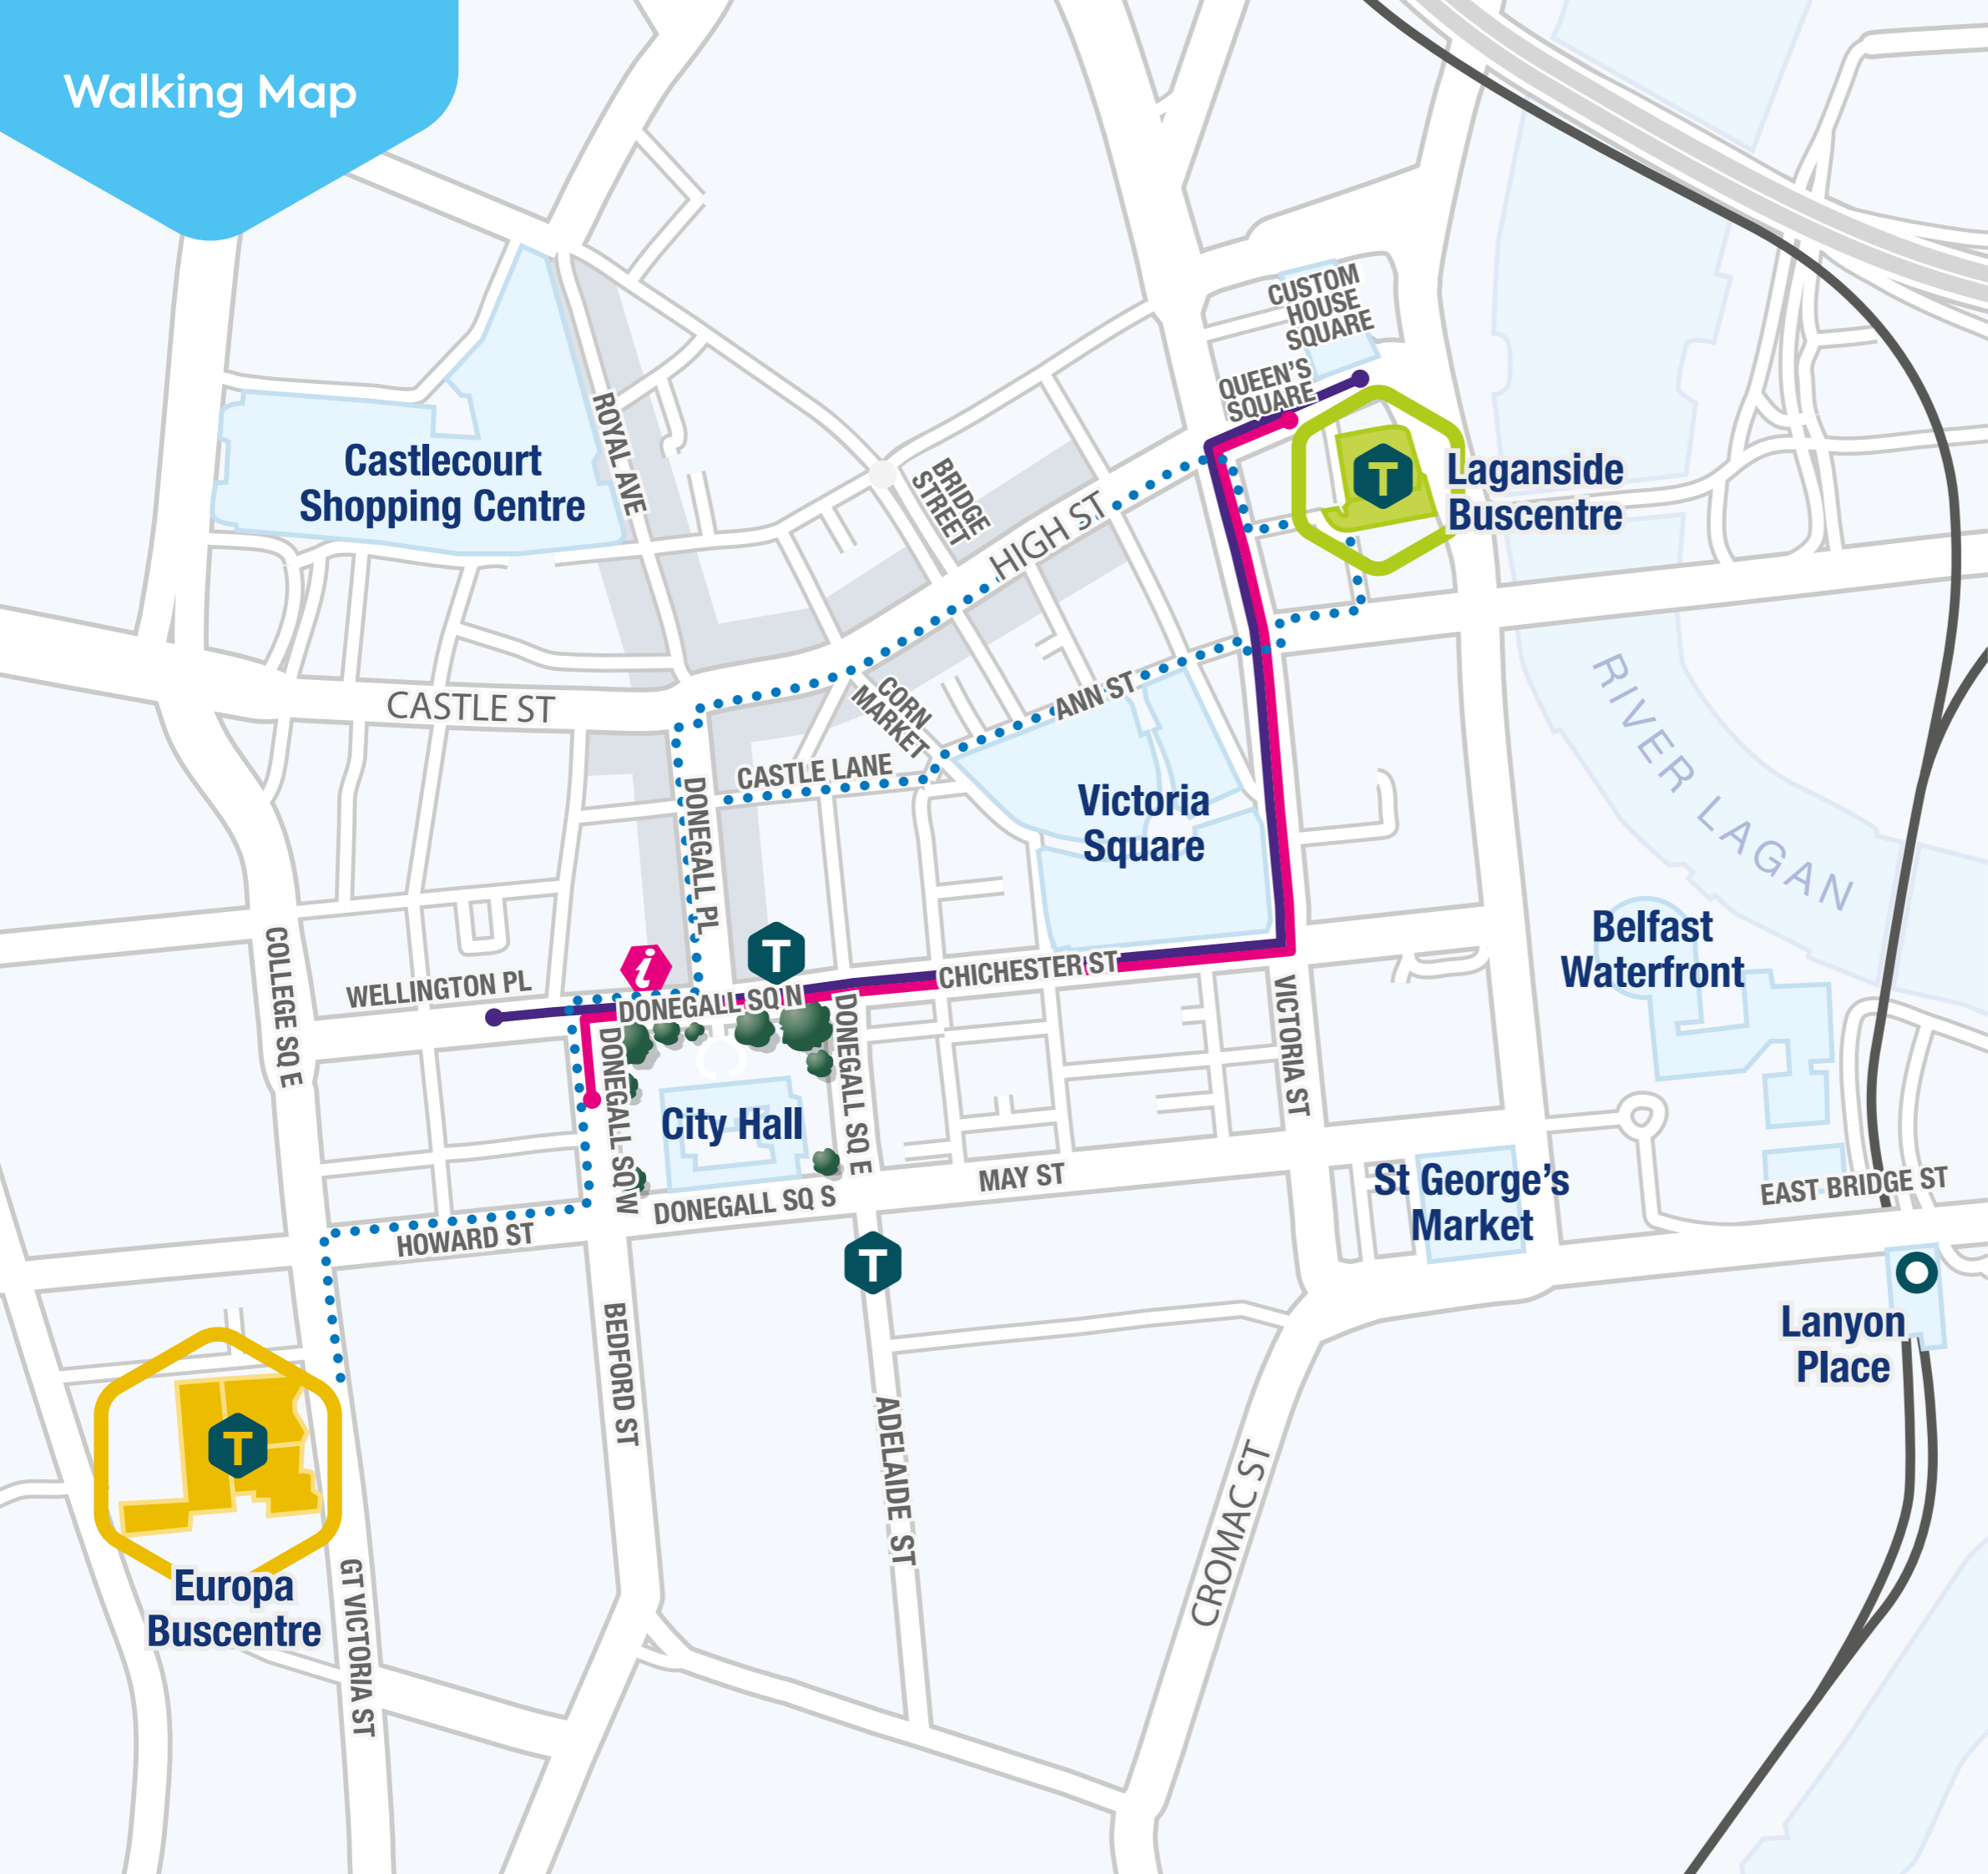 Walking Map
CUSTOM
HOUSE
SQUARE
QUEEN'S
SQUARE
ROYAL AVE
Castlecourt
Shopping Centre
BRIDGE
STREET
HIGH ST
T
Laganside
Buscentre
RIVER LAGAN
CASTLE ST
CORN
MARKET
ANN ST
CASTLE LANE
DONEGALL PL
Victoria
Square
Belfast
Waterfront
COLLEGE SQ E
WELLINGTON PL
i
T
DONEGALL SQ N
CHICHESTER ST
DONEGALL SQ W
DONEGALL SQ E
VICTORIA ST
City Hall
DONEGALL SQ S
MAY ST
St George's
Market
EAST BRIDGE ST
HOWARD ST
T
Lanyon
Place
BEDFORD ST
ADELAIDE ST
CROMAC ST
T
Europa
Buscentre
GT VICTORIA ST